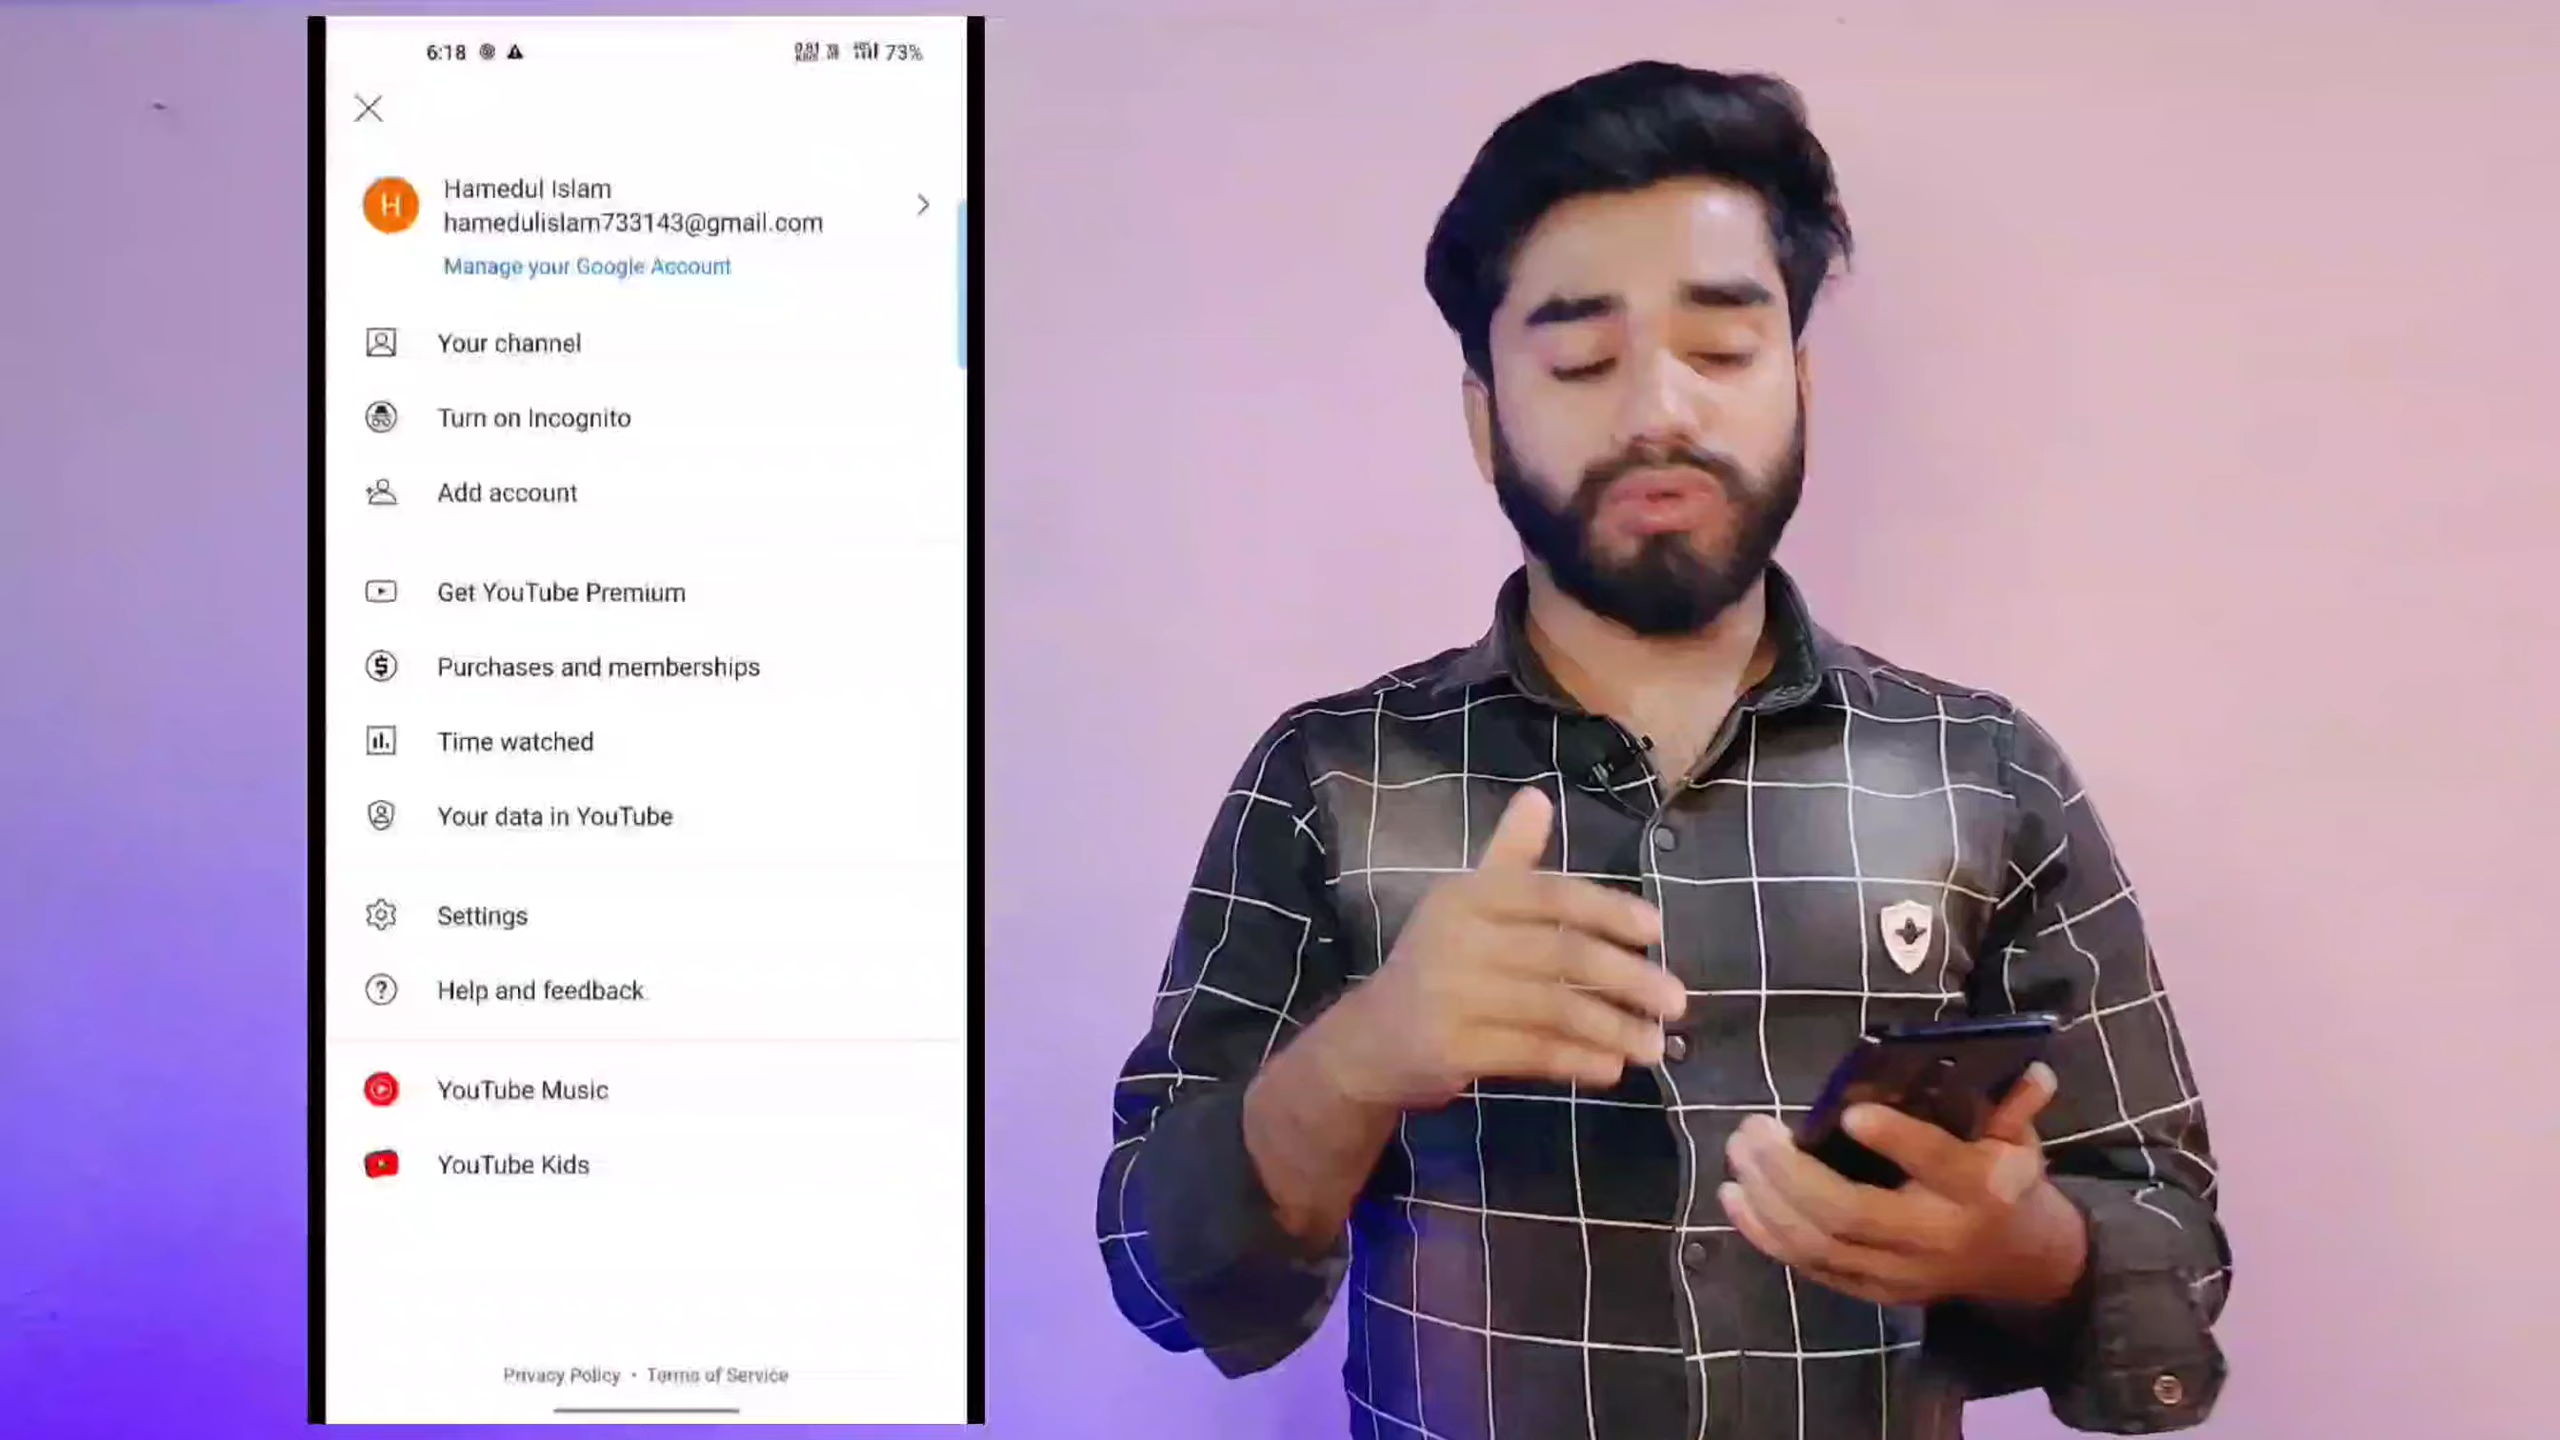 6:18
73%
H
Hamedul Islam
hamedulislam733143@gmail.com
Manage your Google Account
Your channel
Turn on Incognito
Add account
Get YouTube Premium
Purchases and memberships
Time watched
Your data in YouTube
Settings
Help and feedback
YouTube Music
YouTube Kids
Privacy Policy • Terms of Service